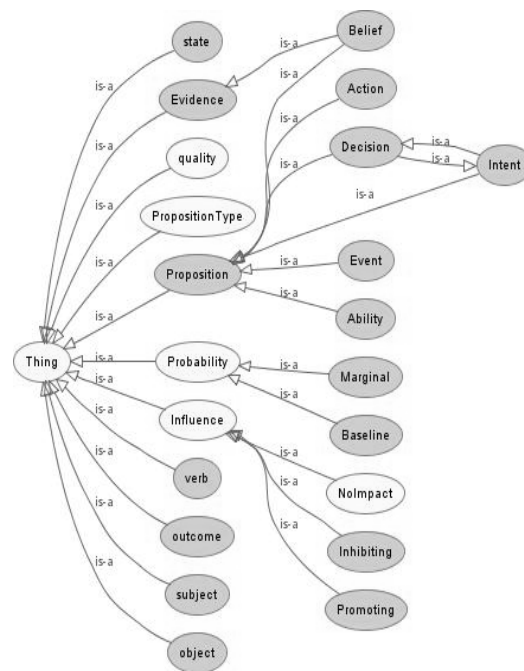 state
Belief
is-a
is-a
is-a
Evidence
is-a
Action
is-a
Decision
is-a
is-a
Intent
is-a
quality
is-a
is-a
is-a
PropositionType
is-a
Proposition
is-a
Event
is-a
is-a
Ability
Thing
is-a
Probability
is-a
Marginal
is-a
Influence
is-a
Baseline
is-a
verb
is-a
NoImpact
is-a
is-a
outcome
is-a
Inhibiting
is-a
subject
Promoting
is-a
object